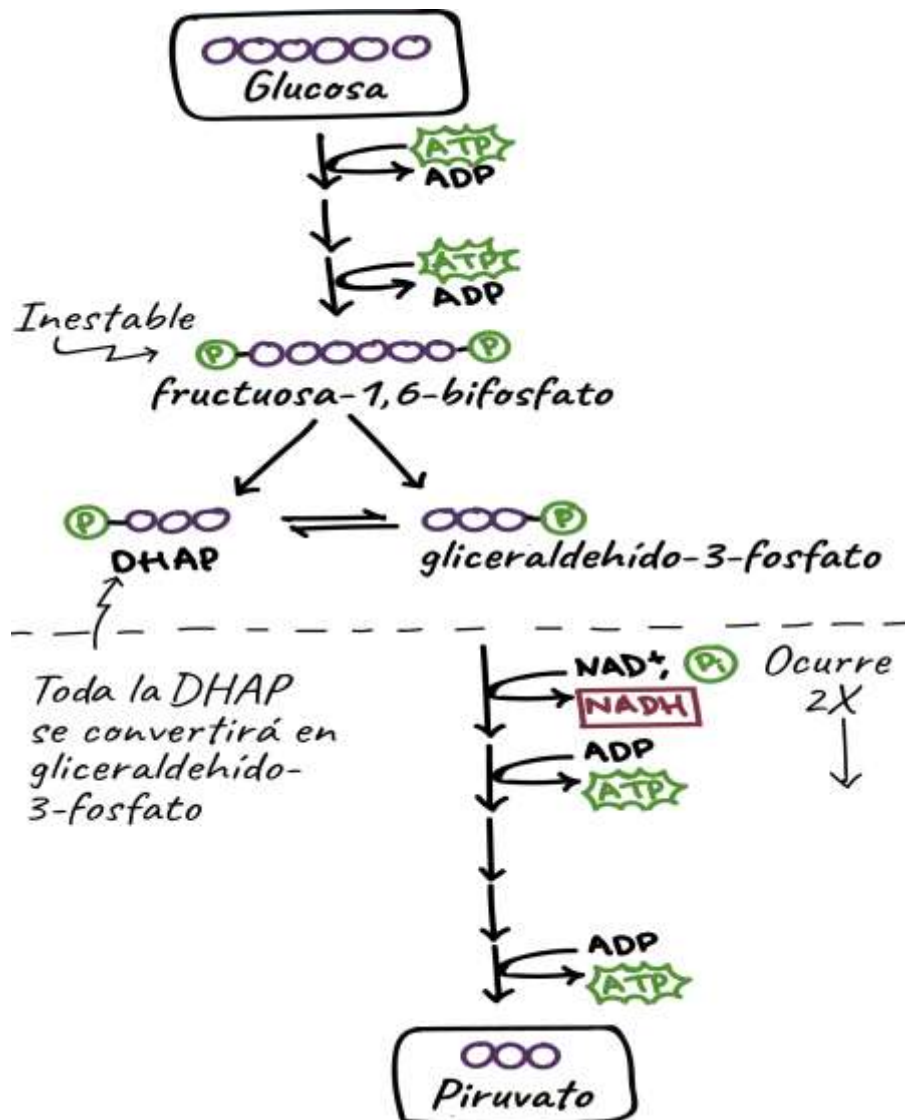 Glucosa
ATP
ADP
ATP
ADP
Inestable
P P
fructuosa-1,6-bifosfato
P
DHAP
P
gliceraldehído-3-fosfato
Toda la DHAP
se convertirá en
gliceraldehído-
3-fosfato
NAD+, Pi
NADH
Ocurre
2X
ADP
ATP
ADP
ATP
Piruvato